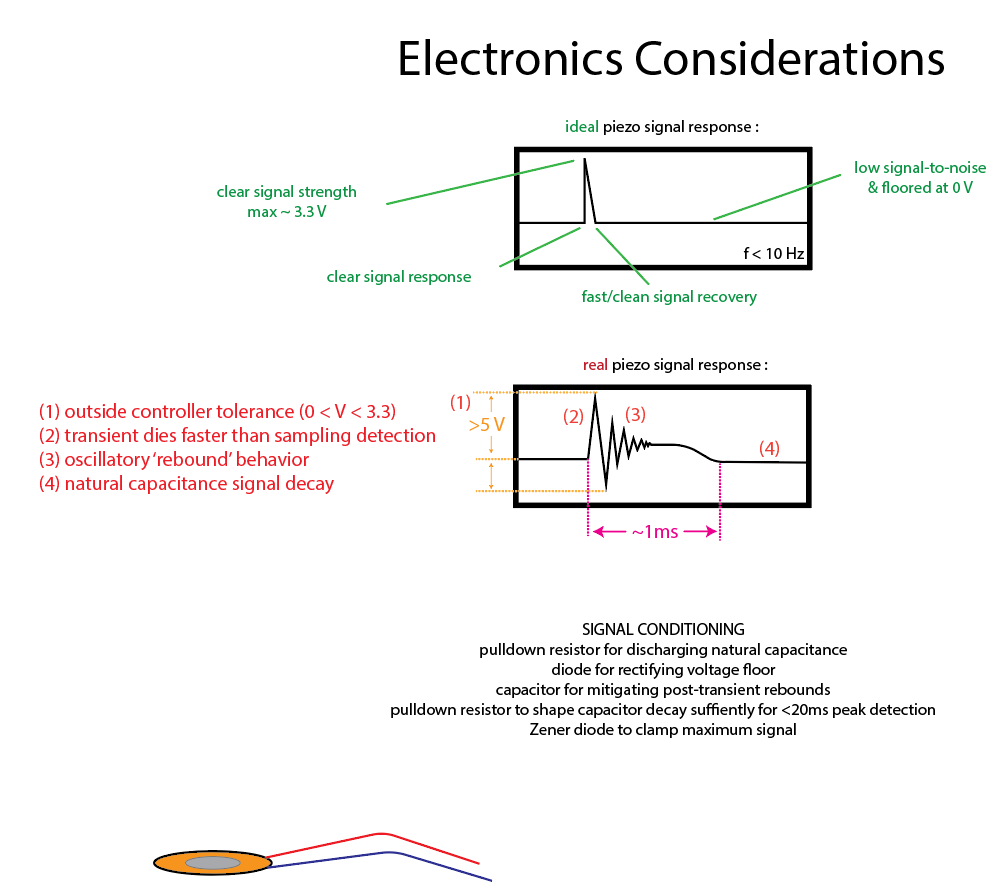 Electronics Considerations
ideal piezo signal response :
clear signal strength
max ~ 3.3 V
low signal-to-noise
& floored at 0 V
f < 10 Hz
clear signal response
fast/clean signal recovery
real piezo signal response :
(1) outside controller tolerance (0 < V < 3.3)
(2) transient dies faster than sampling detection
(3) oscillatory 'rebound' behavior
(4) natural capacitance signal decay
(1)
>5 V
(2)
(3)
(4)
~1ms
SIGNAL CONDITIONING
pulldown resistor for discharging natural capacitance
diode for rectifying voltage floor
capacitor for mitigating post-transient rebounds
pulldown resistor to shape capacitor decay suffiently for <20ms peak detection
Zener diode to clamp maximum signal